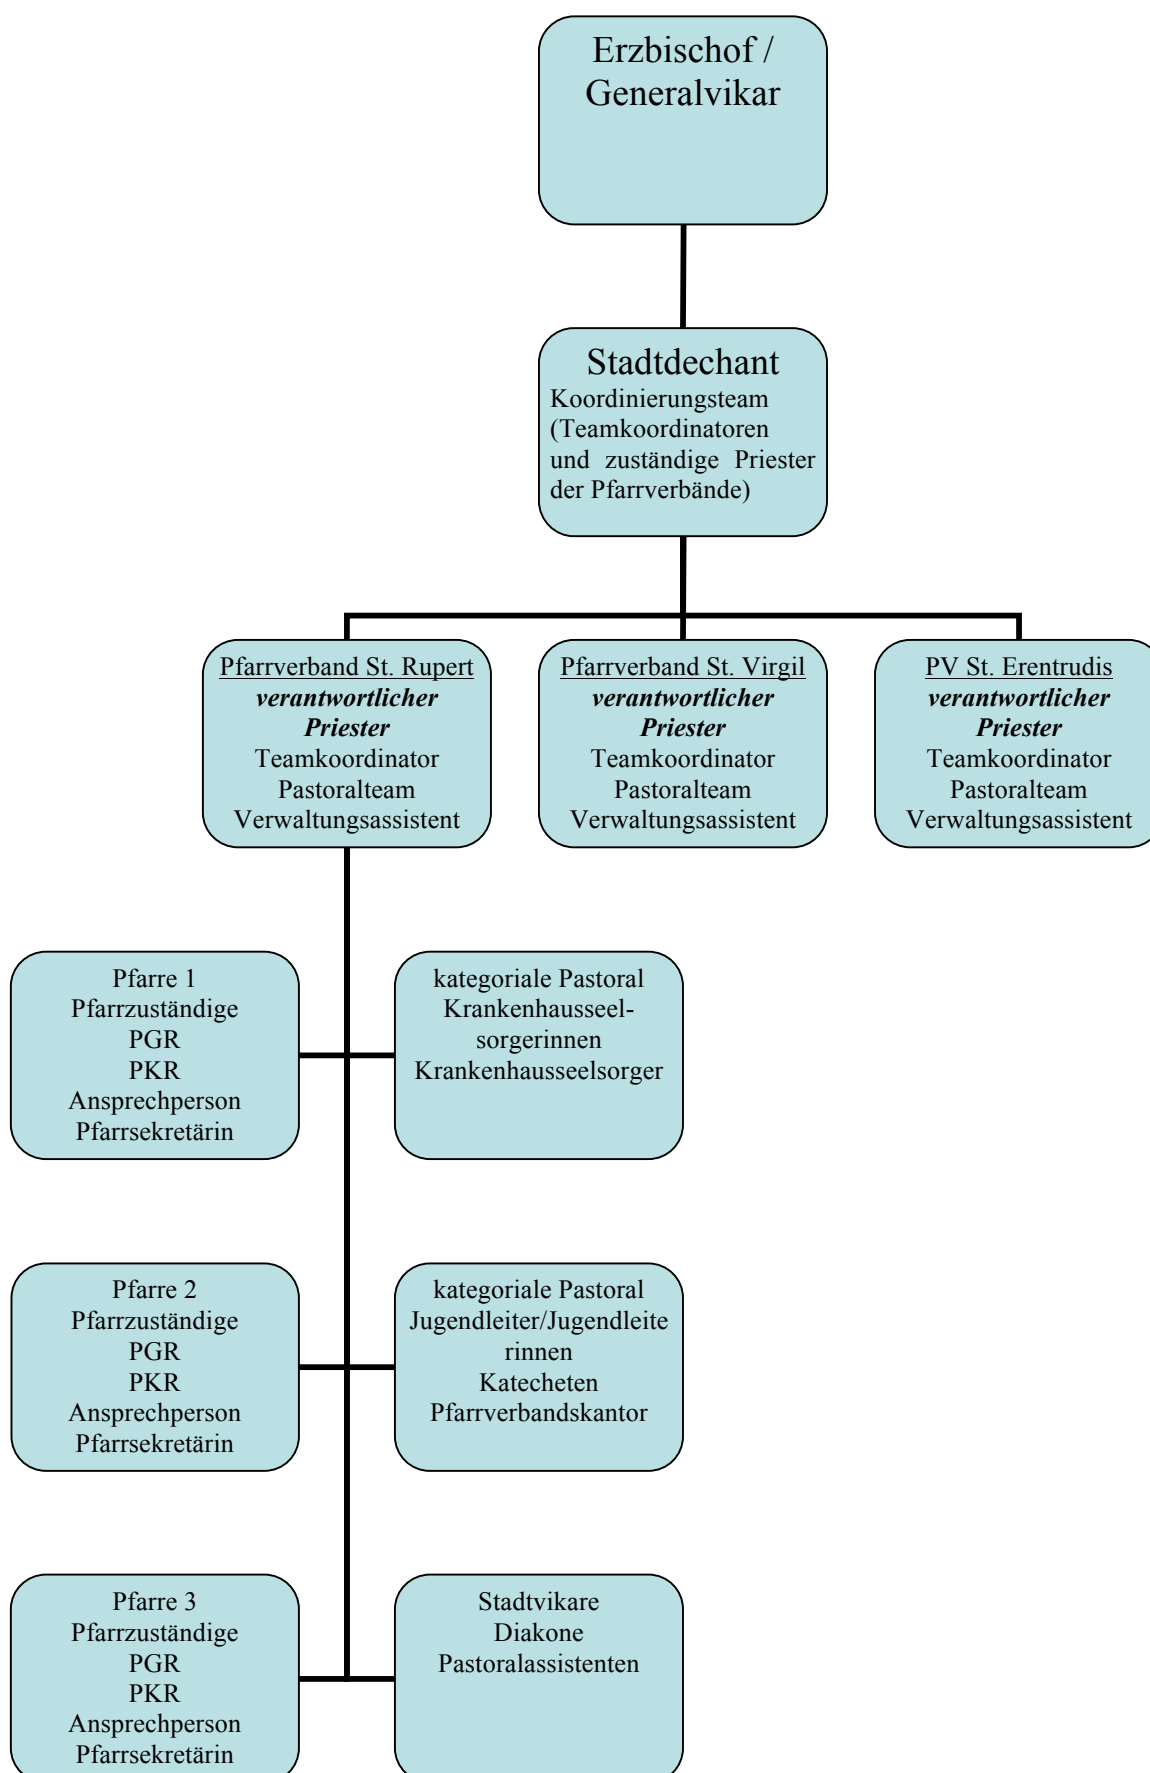 Erzbischof /
Generalvikar
Stadtdechant
Koordinierungsteam
(Teamkoordinatoren
und zuständige Priester
der Pfarrverbände)
Pfarrverband St. Rupert
verantwortlicher
Priester
Teamkoordinator
Pastoralteam
Verwaltungsassistent
Pfarrverband St. Virgil
verantwortlicher
Priester
Teamkoordinator
Pastoralteam
Verwaltungsassistent
PV St. Erentrudis
verantwortlicher
Priester
Teamkoordinator
Pastoralteam
Verwaltungsassistent
Pfarre 1
Pfarrzuständige
PGR
PKR
Ansprechperson
Pfarrsekretärin
kategoriale Pastoral
Krankenhausseel-
sorgerinnen
Krankenhausseelsorger
Pfarre 2
Pfarrzuständige
PGR
PKR
Ansprechperson
Pfarrsekretärin
kategoriale Pastoral
Jugendleiter/Jugendleite
rinnen
Katecheten
Pfarrverbandskantor
Pfarre 3
Pfarrzuständige
PGR
PKR
Ansprechperson
Pfarrsekretärin
Stadtvikare
Diakone
Pastoralassistenten